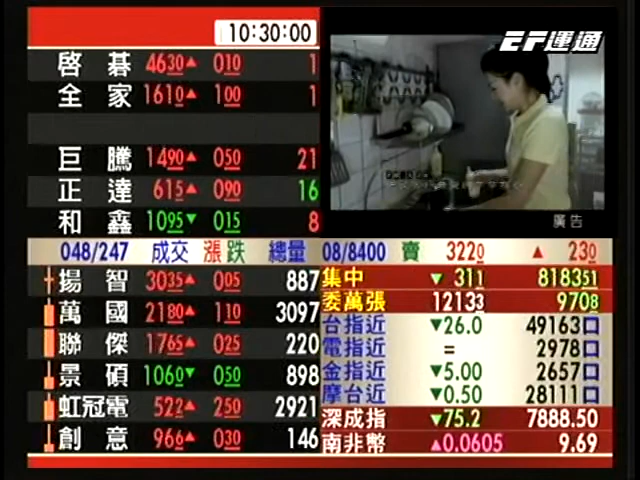 10:30:00
EF運通
啓碁 4630▲ 010 1
全家 1610▲ 100 1
巨騰 1490▲ 050 21
正達 615▲ 090 16
和鑫 1095▼ 015 8
廣告
048/247 成交 漲跌 總量
揚智 3035▲ 005 887
萬國 2180▲ 110 3097
聯傑 1765▲ 025 220
景碩 1060▼ 050 898
虹冠電 522▲ 250 2921
創意 966▲ 030 146
08/8400 賣 3220 ▲ 230
集中 ▼ 311 818351
委萬張 12133 9708
台指近 ▼26.0 49163口
電指近 = 2978口
金指近 ▼5.00 2657口
摩台近 ▼0.50 28111口
深成指 ▼75.2 7888.50
南非幣 ▲0.0605 9.69